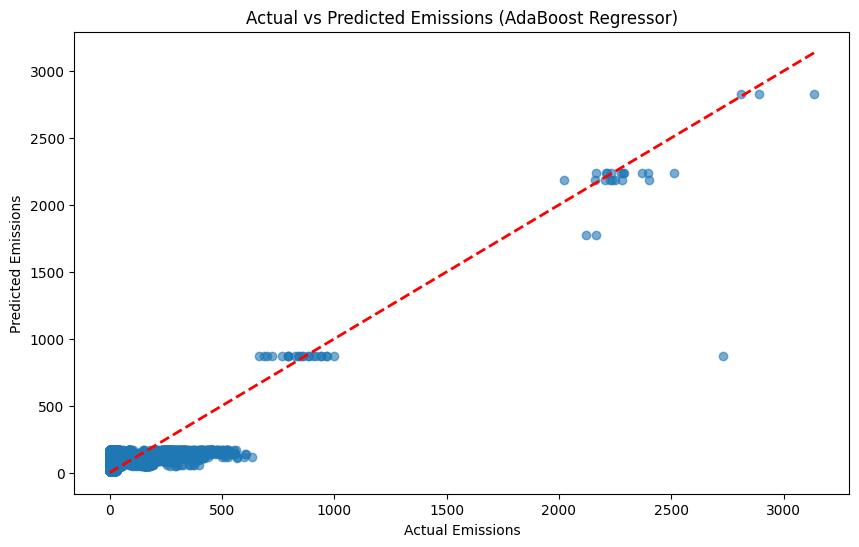 Actual vs Predicted Emissions (AdaBoost Regressor)
3000
2500
2000
1500
1000
500
0
Predicted Emissions
0 500 1000 1500 2000 2500 3000
Actual Emissions